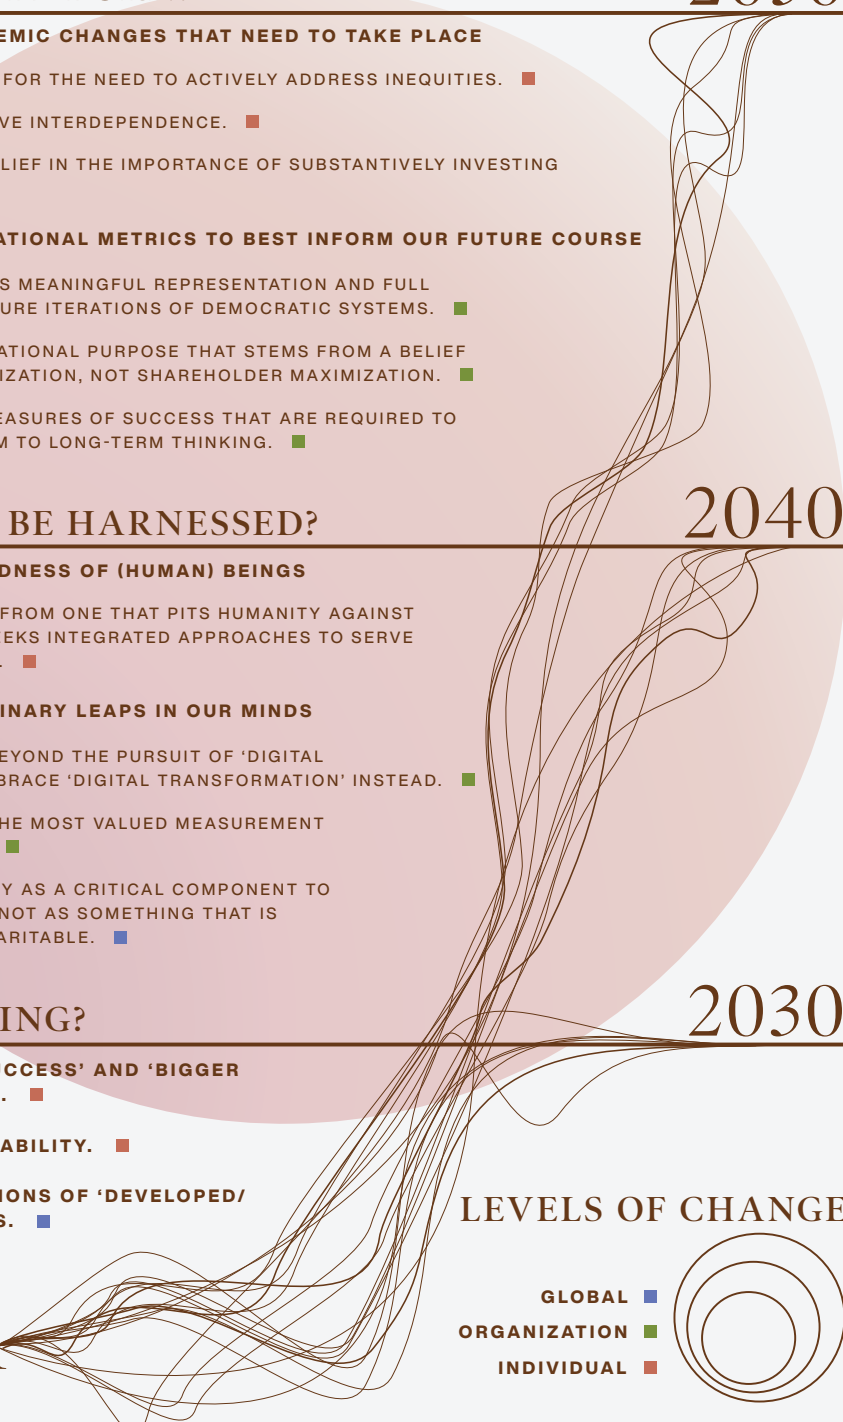 EMIC CHANGES THAT NEED TO TAKE PLACE
FOR THE NEED TO ACTIVELY ADDRESS INEQUITIES.
VE INTERDEPENDENCE.
LIEF IN THE IMPORTANCE OF SUBSTANTIVELY INVESTING
ATIONAL METRICS TO BEST INFORM OUR FUTURE COURSE
S MEANINGFUL REPRESENTATION AND FULL
URE ITERATIONS OF DEMOCRATIC SYSTEMS.
ATIONAL PURPOSE THAT STEMS FROM A BELIEF
IZATION, NOT SHAREHOLDER MAXIMIZATION.
EASURES OF SUCCESS THAT ARE REQUIRED TO
M TO LONG-TERM THINKING.
BE HARNESSED?
2040
DNESS OF (HUMAN) BEINGS
FROM ONE THAT PITS HUMANITY AGAINST
EEKS INTEGRATED APPROACHES TO SERVE
.
INARY LEAPS IN OUR MINDS
EYOND THE PURSUIT OF ‘DIGITAL
BRACE ‘DIGITAL TRANSFORMATION’ INSTEAD.
HE MOST VALUED MEASUREMENT
Y AS A CRITICAL COMPONENT TO
NOT AS SOMETHING THAT IS
ARITABLE.
ING?
2030
UCCESS’ AND ‘BIGGER
.
ABILITY.
IONS OF ‘DEVELOPED/
S.
LEVELS OF CHANGE
GLOBAL
ORGANIZATION
INDIVIDUAL